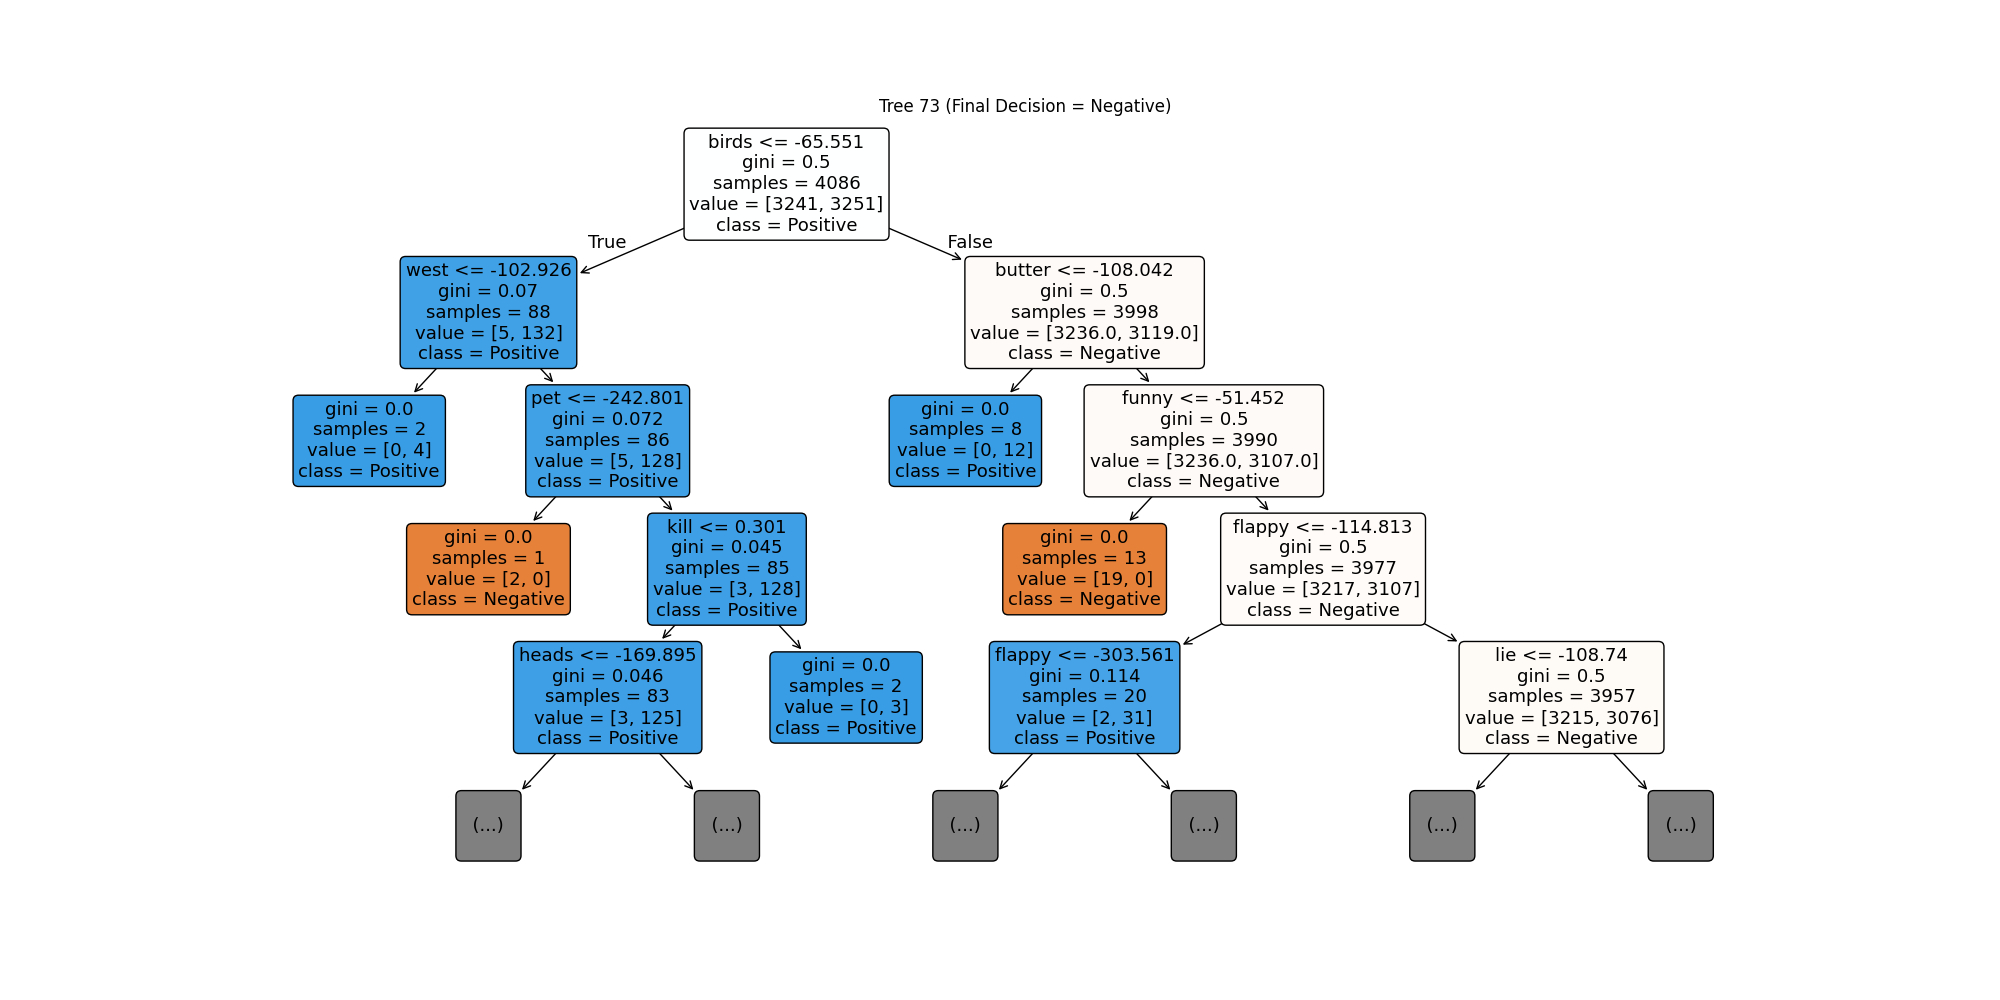 Tree 73 (Final Decision = Negative)
birds <= -65.551
gini = 0.5
samples = 4086
value = [3241, 3251]
class = Positive
True
False
west <= -102.926
gini = 0.07
samples = 88
value = [5, 132]
class = Positive
butter <= -108.042
gini = 0.5
samples = 3998
value = [3236.0, 3119.0]
class = Negative
gini = 0.0
samples = 2
value = [0, 4]
class = Positive
pet <= -242.801
gini = 0.072
samples = 86
value = [5, 128]
class = Positive
gini = 0.0
samples = 8
value = [0, 12]
class = Positive
funny <= -51.452
gini = 0.5
samples = 3990
value = [3236.0, 3107.0]
class = Negative
gini = 0.0
samples = 1
value = [2, 0]
class = Negative
kill <= 0.301
gini = 0.045
samples = 85
value = [3, 128]
class = Positive
gini = 0.0
samples = 13
value = [19, 0]
class = Negative
flappy <= -114.813
gini = 0.5
samples = 3977
value = [3217, 3107]
class = Negative
heads <= -169.895
gini = 0.046
samples = 83
value = [3, 125]
class = Positive
gini = 0.0
samples = 2
value = [0, 3]
class = Positive
flappy <= -303.561
gini = 0.114
samples = 20
value = [2, 31]
class = Positive
lie <= -108.74
gini = 0.5
samples = 3957
value = [3215, 3076]
class = Negative
(...)
(...)
(...)
(...)
(...)
(...)